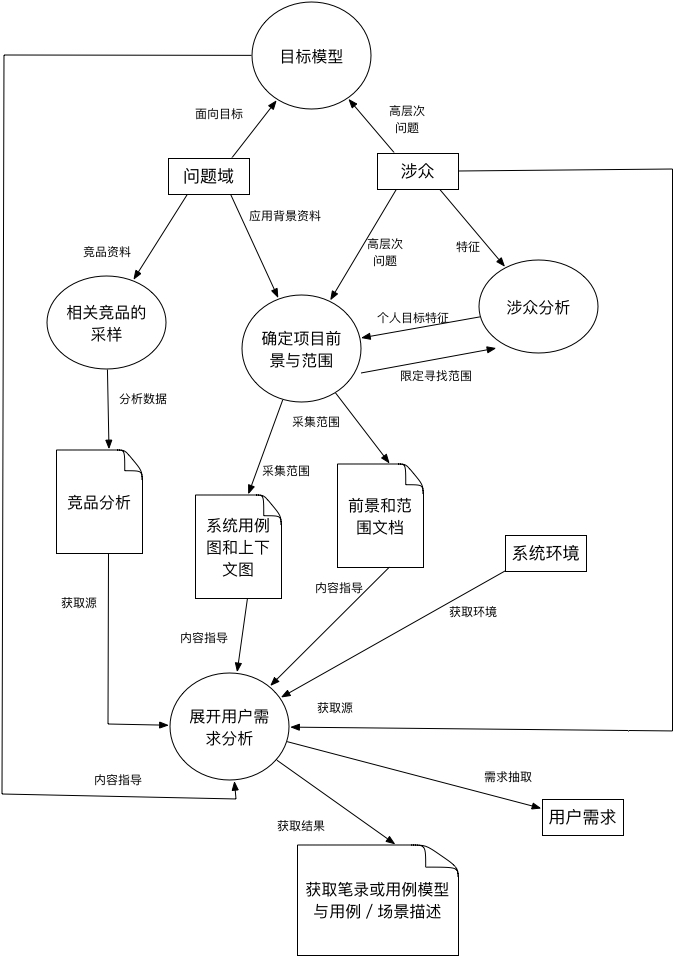 目标模型
面向目标
高层次
问题
问题域
涉众
应用背景资料
高层次
问题
特征
竞品资料
相关竞品的
采样
确定项目前
景与范围
个人目标特征
涉众分析
限定寻找范围
分析数据
采集范围
采集范围
竞品分析
系统用例
图和上下
文图
前景和范
围文档
系统环境
获取源
内容指导
内容指导
获取环境
展开用户需
求分析
获取源
内容指导
需求抽取
用户需求
获取结果
获取笔录或用例模型
与用例 / 场景描述